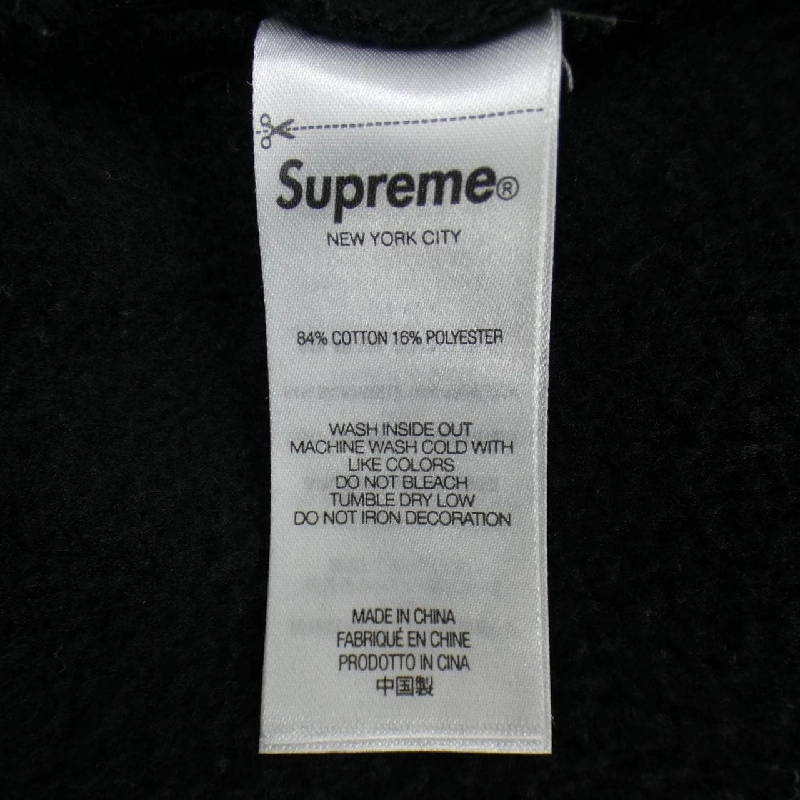 Supreme®
NEW YORK CITY
84% COTTON 16% POLYESTER
WASH INSIDE OUT
MACHINE WASH COLD WITH
LIKE COLORS
DO NOT BLEACH
TUMBLE DRY LOW
DO NOT IRON DECORATION
MADE IN CHINA
FABRIQUÉ EN CHINE
PRODOTTO IN CINA
中国製